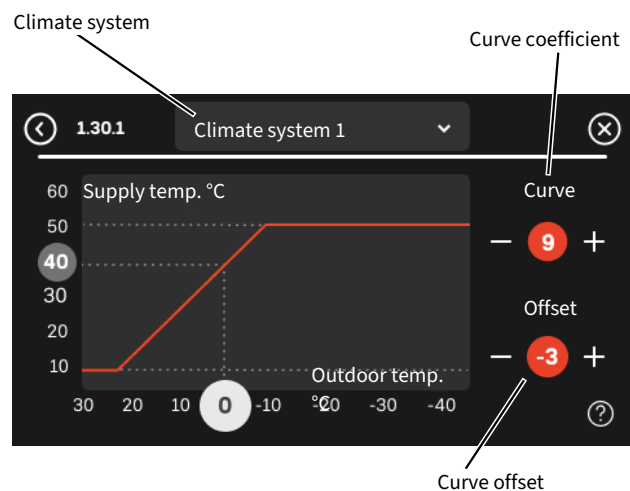 Climate system
Curve coefficient
1.30.1
Climate system 1
60
Supply temp. °C
Curve
50
9
40
30
Offset
20
-3
10
Outdoor temp.
°C
30 20 10 0 -10 -20 -30 -40
?
Curve offset